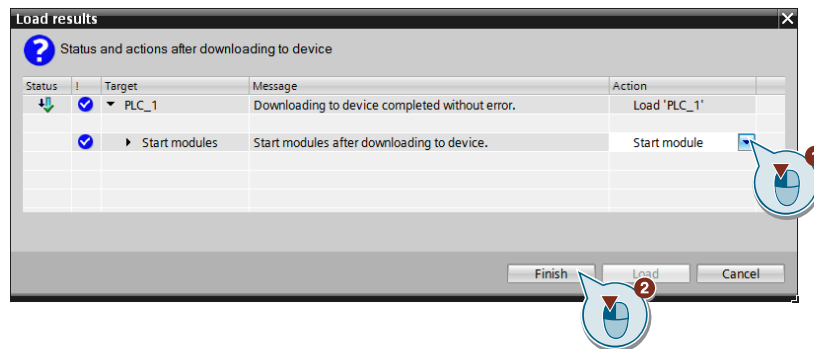 Load results
Status and actions after downloading to device
Status ! Target Message Action
PLC_1 Downloading to device completed without error. Load 'PLC_1'
Start modules Start modules after downloading to device. Start module
1
Finish Load Cancel
2